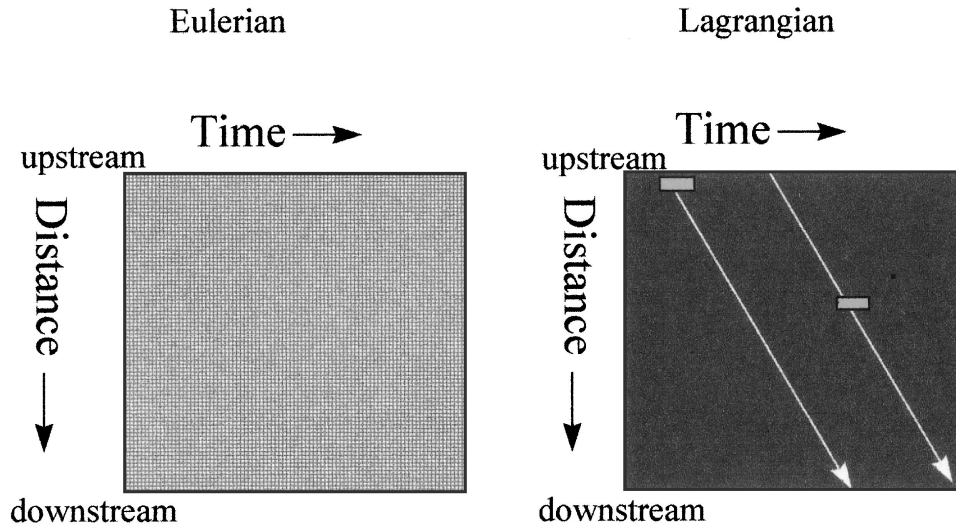 Eulerian
Time
upstream
Distance
downstream
Lagrangian
Time
upstream
Distance
downstream